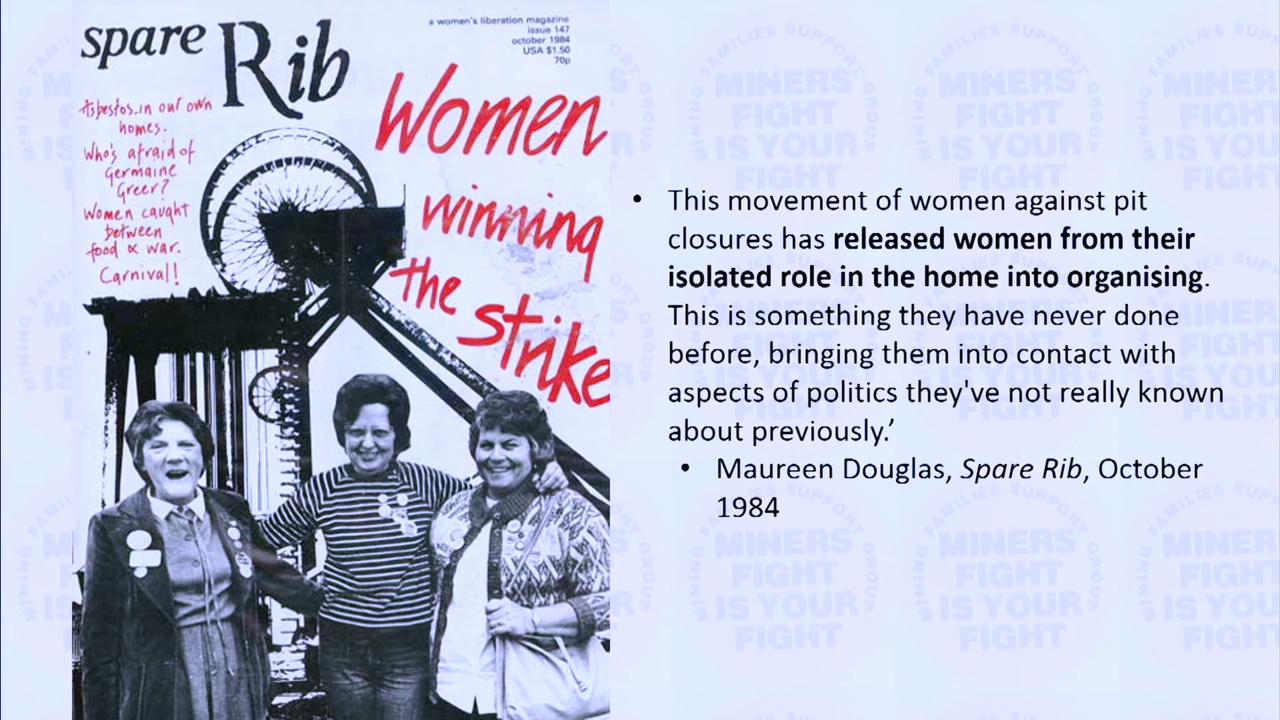 spare Rib
a women's liberation magazine
issue 147
october 1984
USA $1.50
70p
Asbestos in our own
homes.
Who's afraid of
Germaine
Greer?
Women caught
between
food & war.
Carnival!
Women
winning
the strike
• This movement of women against pit
closures has released women from their
isolated role in the home into organising.
This is something they have never done
before, bringing them into contact with
aspects of politics they've not really known
about previously.’
• Maureen Douglas, Spare Rib, October
1984
MINING FAMILIES SUPPORT GROUP
MINERS
FIGHT
IS YOUR
FIGHT